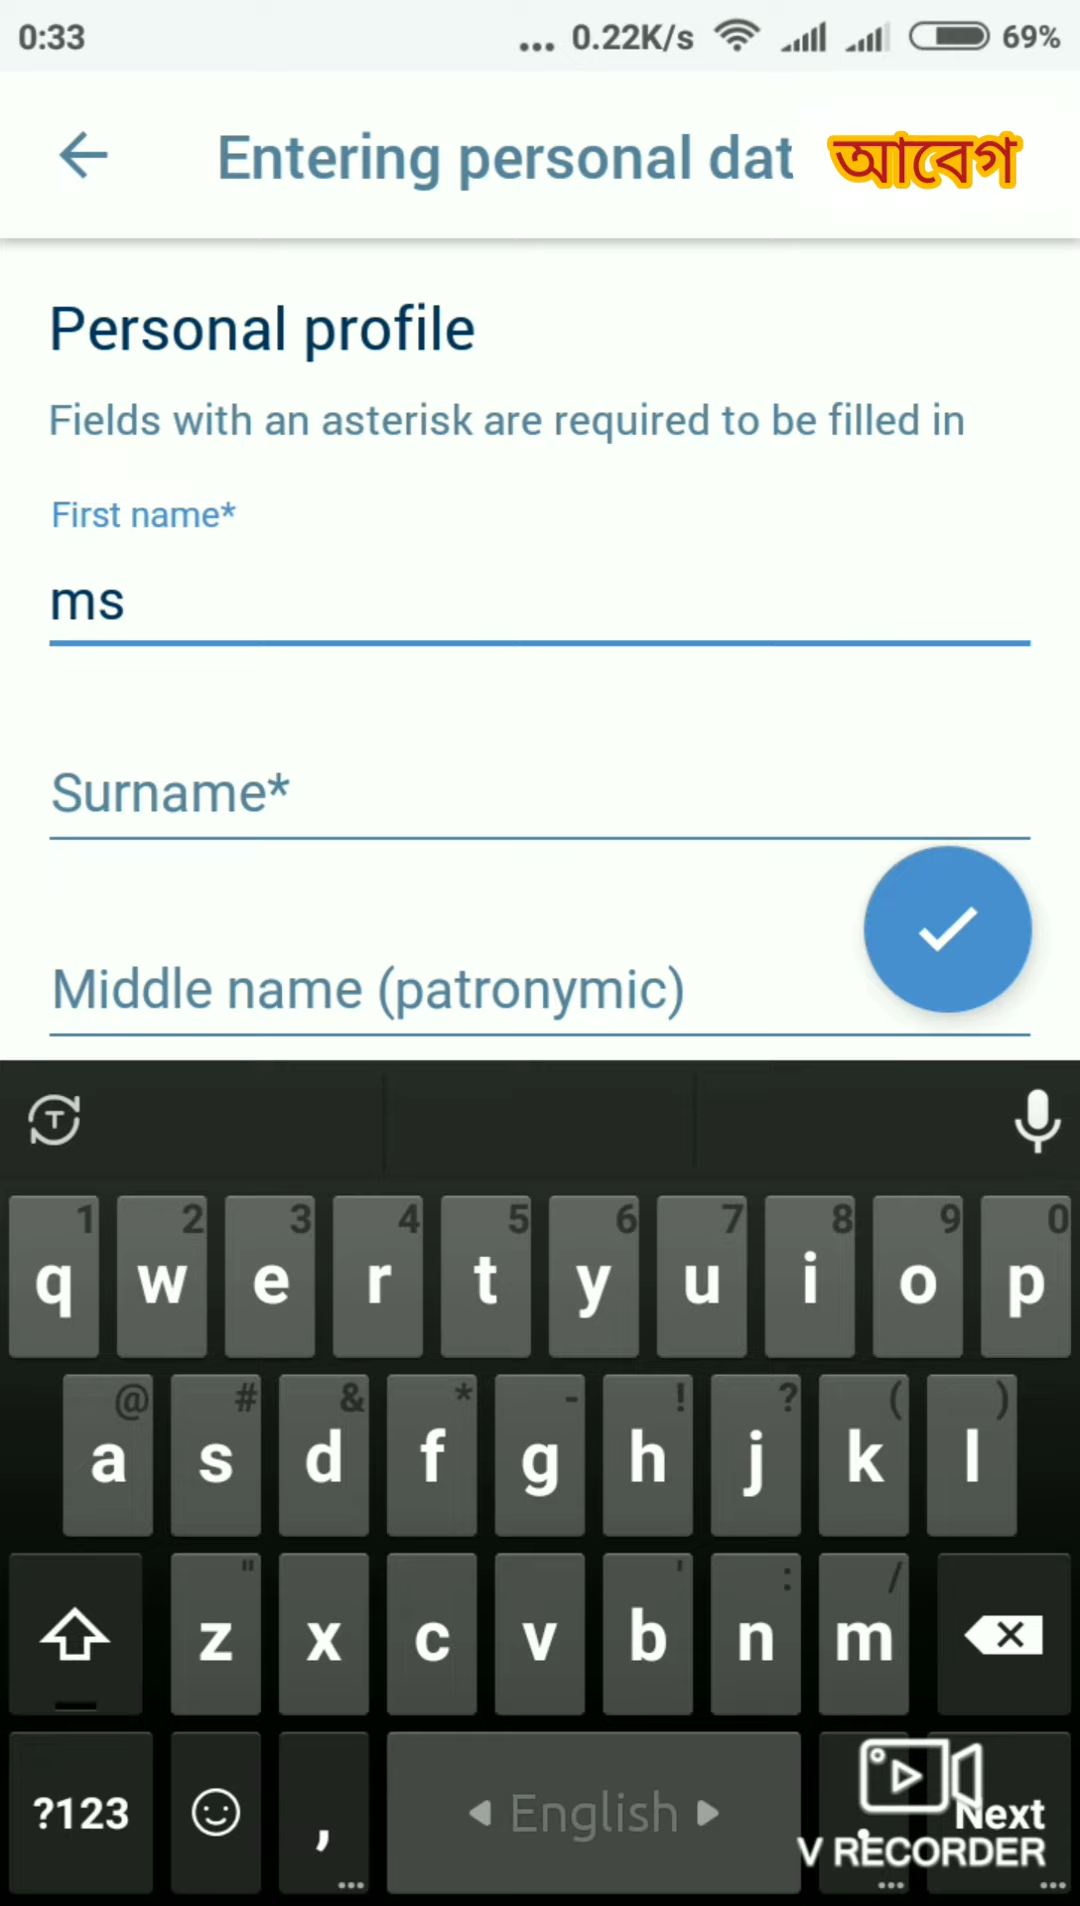 0:33 ... 0.22K/s 69%
Entering personal dat আবেগ
Personal profile
Fields with an asterisk are required to be filled in
First name*
ms
Surname*
Middle name (patronymic)
T
1 2 3 4 5 6 7 8 9 0
q w e r t y u i o p
@ # & * - ! ? ( )
a s d f g h j k l
" ' : /
z x c v b n m
?123 , English Next
V RECORDER